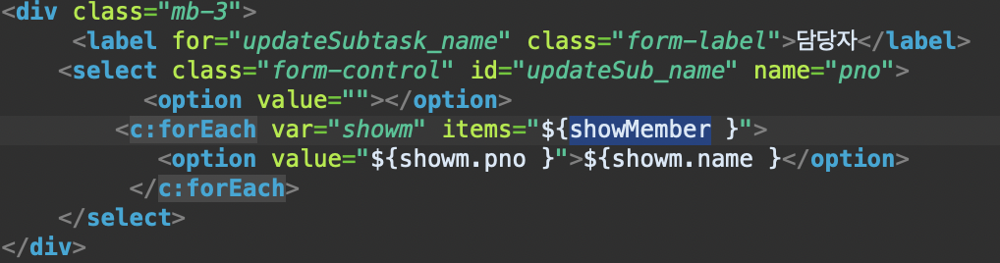 <div class="mb-3">
<label for="updateSubtask_name" class="form-label">담당자</label>
<select class="form-control" id="updateSub_name" name="pno">
<option value=""></option>
<c:forEach var="showm" items="${showMember }">
<option value="${showm.pno }">${showm.name }</option>
</c:forEach>
</select>
</div>